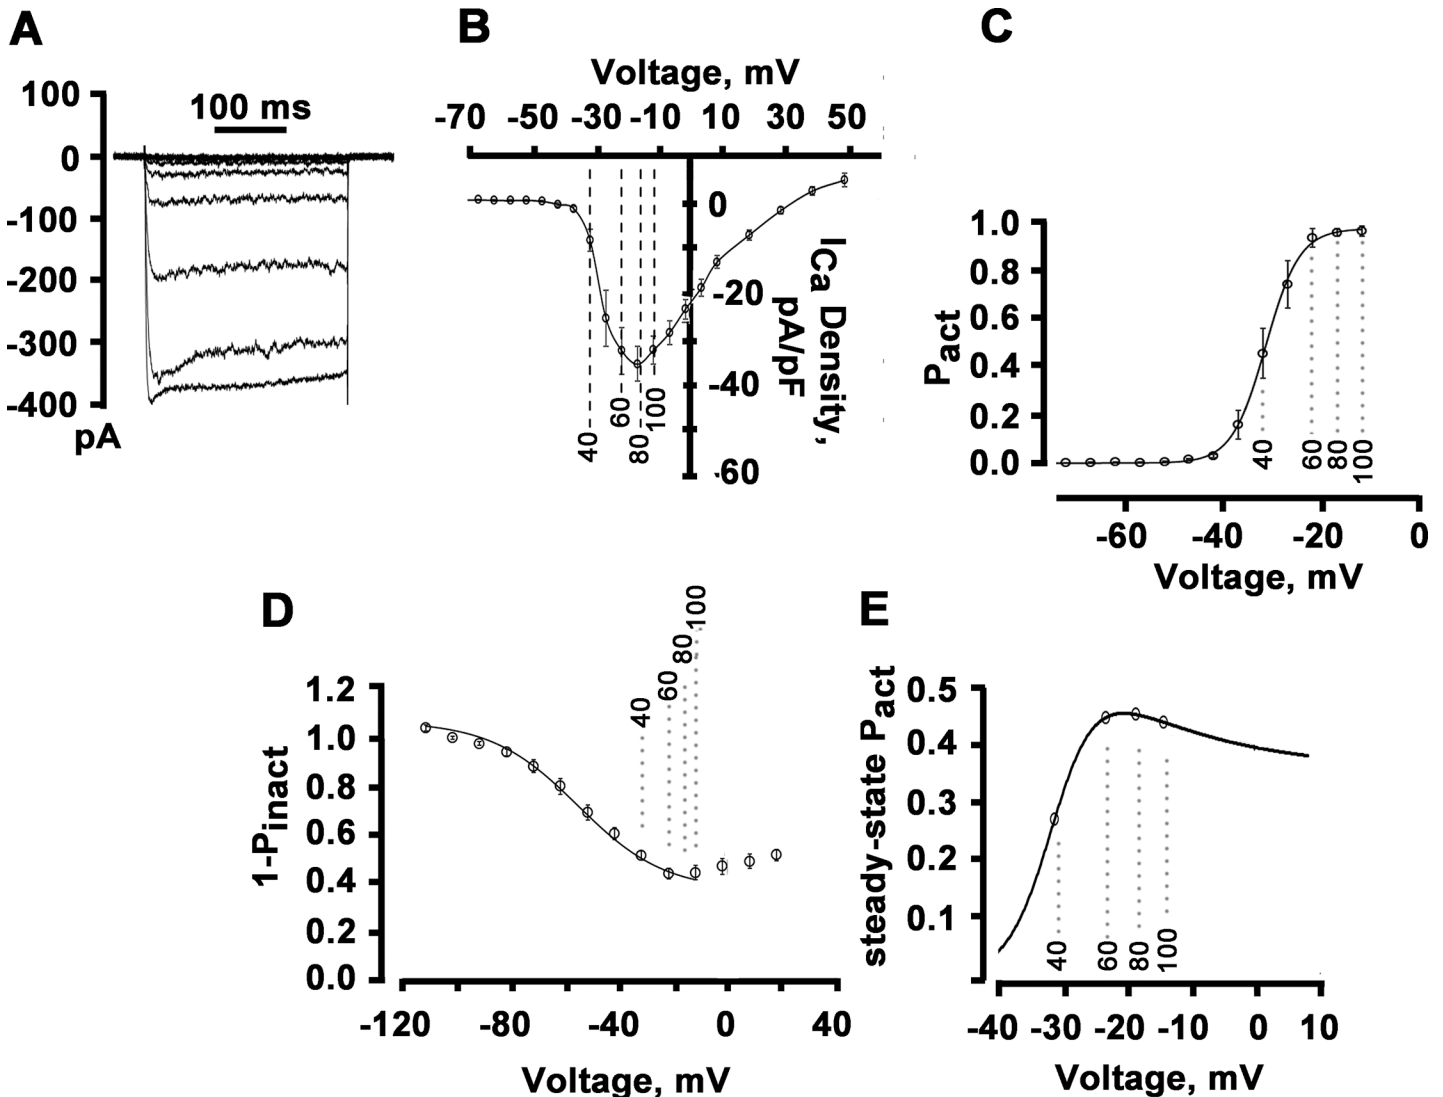 A
100
0
-100
-200
-300
-400
pA
100 ms
B
Voltage, mV
-70 -50 -30 -10 10 30 50
0
-20
-40
-60
ICa Density,
pA/pF
40
60
80
100
C
Pact
1.0
0.8
0.6
0.4
0.2
0.0
40
60
80
100
-60 -40 -20 0
Voltage, mV
D
1-Pinact
1.2
1.0
0.8
0.6
0.4
0.2
0.0
40
60
80
100
-120 -80 -40 0 40
Voltage, mV
E
steady-state Pact
0.5
0.4
0.3
0.2
0.1
40
60
80
100
-40 -30 -20 -10 0 10
Voltage, mV